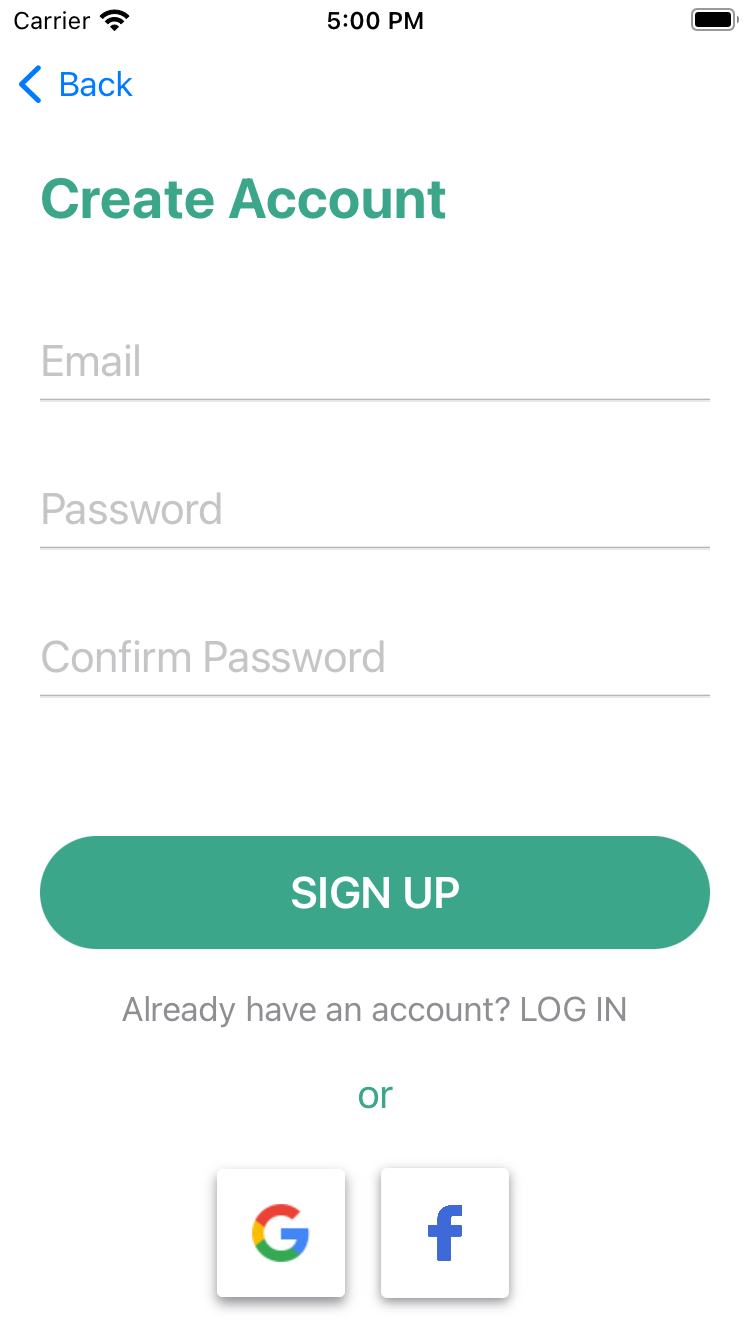 Carrier 5:00 PM
Back
Create Account
Email
Password
Confirm Password
SIGN UP
Already have an account? LOG IN
or